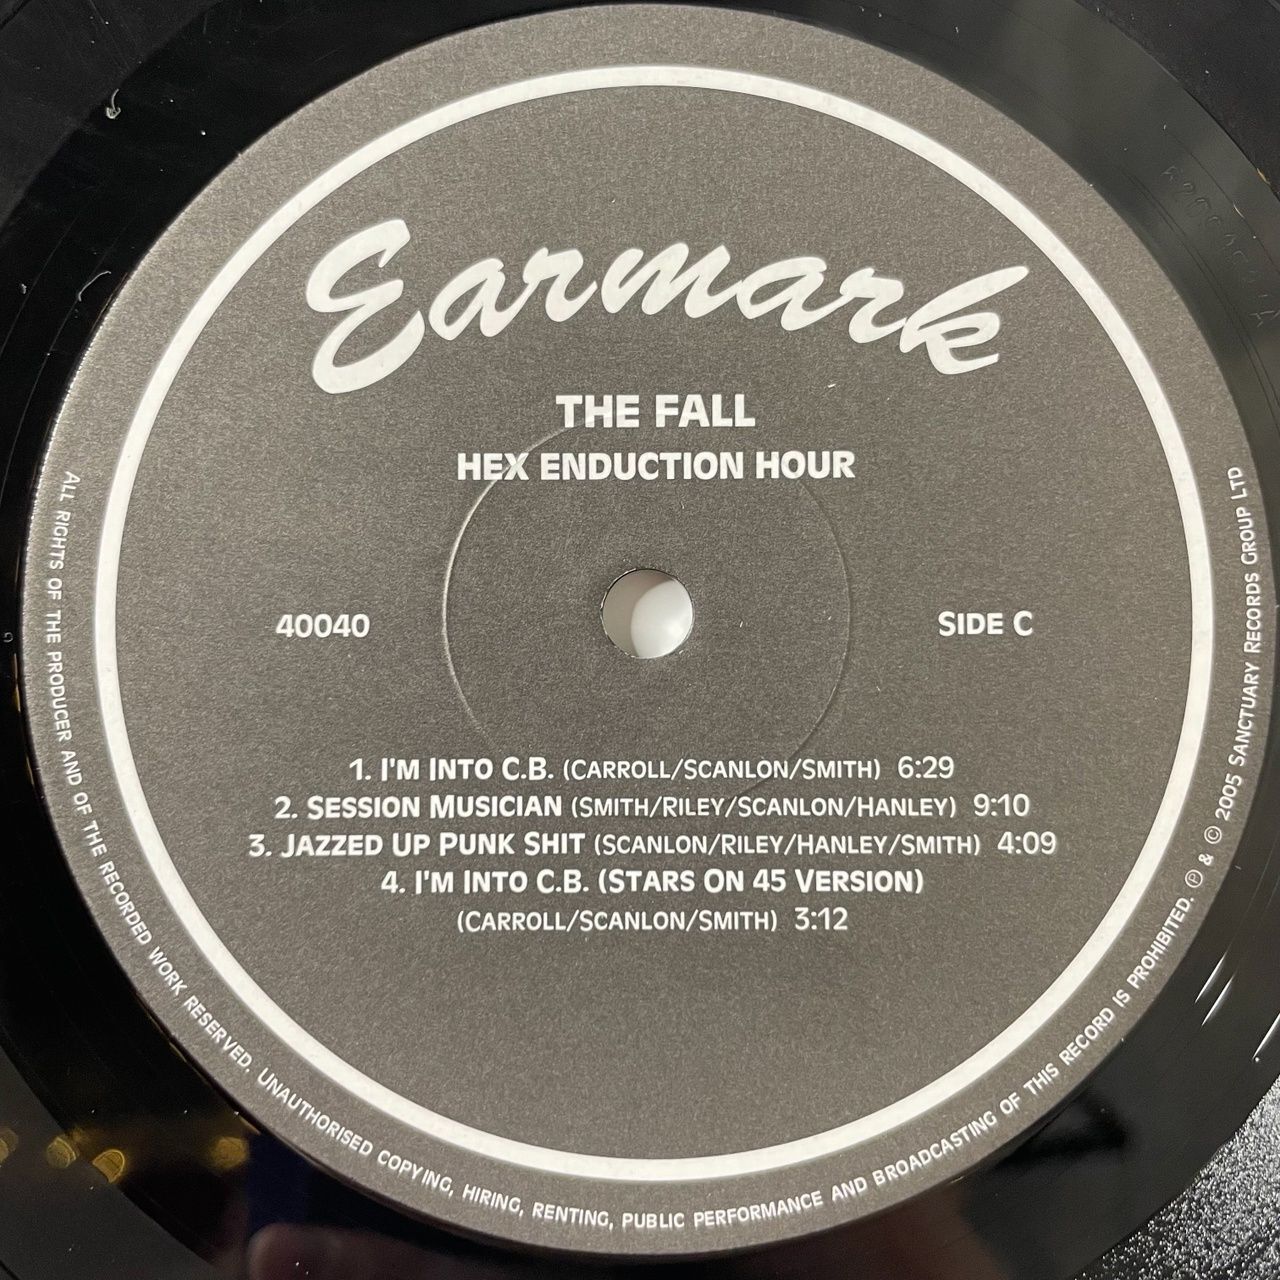 Earmark
THE FALL
HEX ENDUCTION HOUR
40040
SIDE C
1. I'M INTO C.B. (CARROLL/SCANLON/SMITH) 6:29
2. SESSION MUSICIAN (SMITH/RILEY/SCANLON/HANLEY) 9:10
3. JAZZED UP PUNK SHIT (SCANLON/RILEY/HANLEY/SMITH) 4:09
4. I'M INTO C.B. (STARS ON 45 VERSION)
(CARROLL/SCANLON/SMITH) 3:12
ALL RIGHTS OF THE PRODUCER AND OF THE RECORDED WORK RESERVED. UNAUTHORISED COPYING, HIRING, RENTING, PUBLIC PERFORMANCE AND BROADCASTING OF THIS RECORD IS PROHIBITED. ℗ & © 2005 SANCTUARY RECORDS GROUP LTD